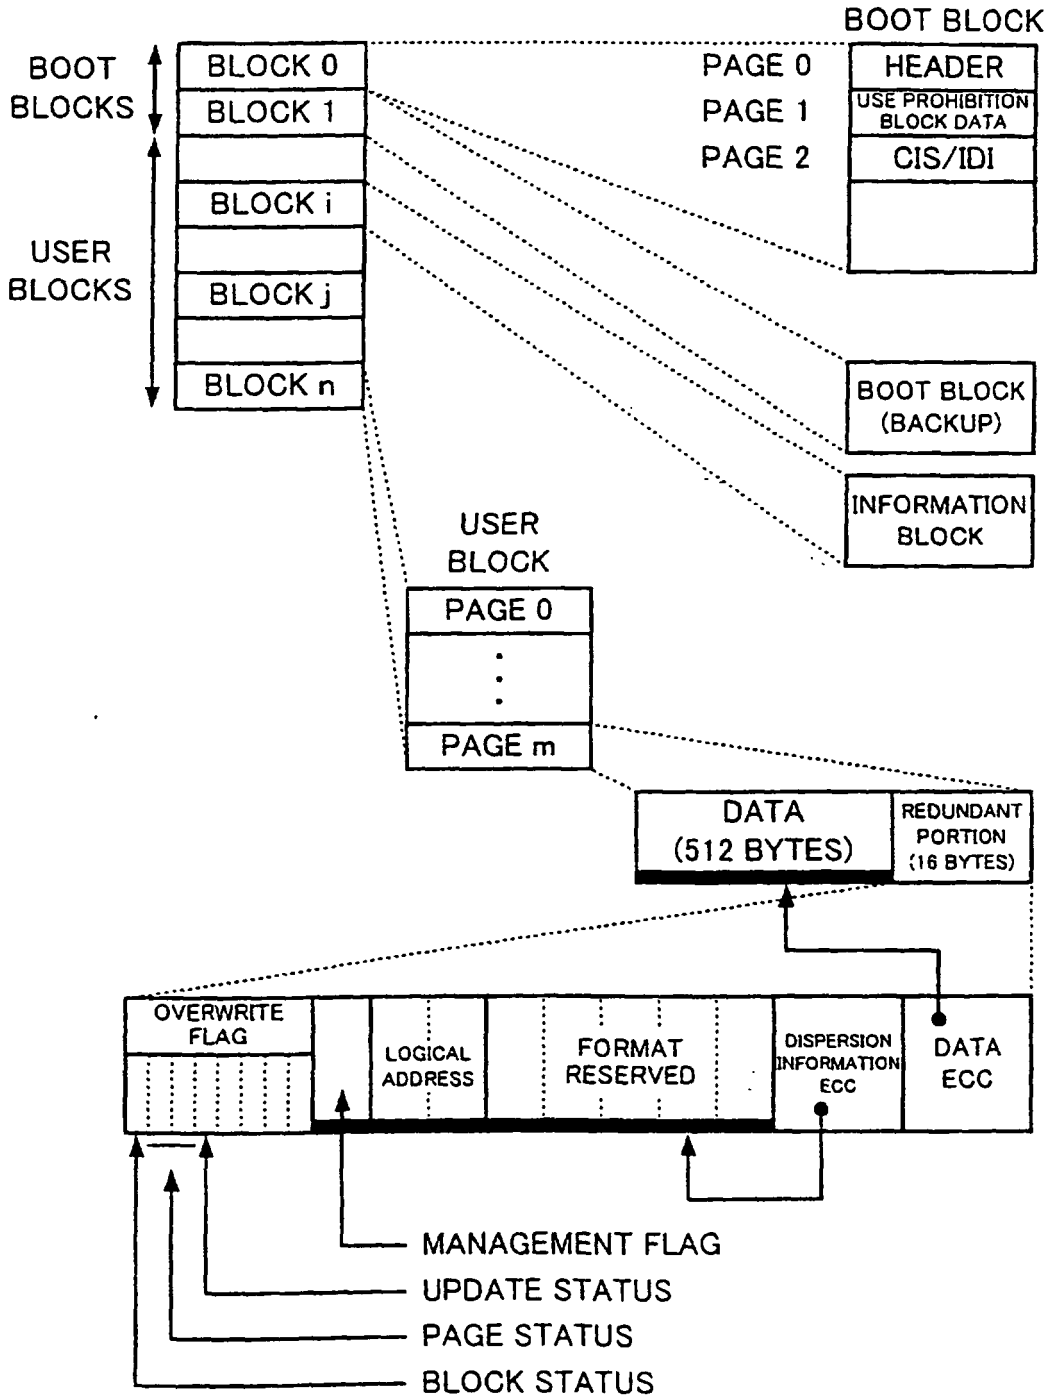 BOOT BLOCK
BOOT
BLOCKS
BLOCK 0
BLOCK 1
PAGE 0
HEADER
PAGE 1
USE PROHIBITION
BLOCK DATA
PAGE 2
CIS/IDI
USER
BLOCKS
BLOCK i
BLOCK j
BLOCK n
BOOT BLOCK
(BACKUP)
INFORMATION
BLOCK
USER
BLOCK
PAGE 0
PAGE m
DATA
(512 BYTES)
REDUNDANT
PORTION
(16 BYTES)
OVERWRITE
FLAG
LOGICAL
ADDRESS
FORMAT
RESERVED
DISPERSION
INFORMATION
ECC
DATA
ECC
MANAGEMENT FLAG
UPDATE STATUS
PAGE STATUS
BLOCK STATUS